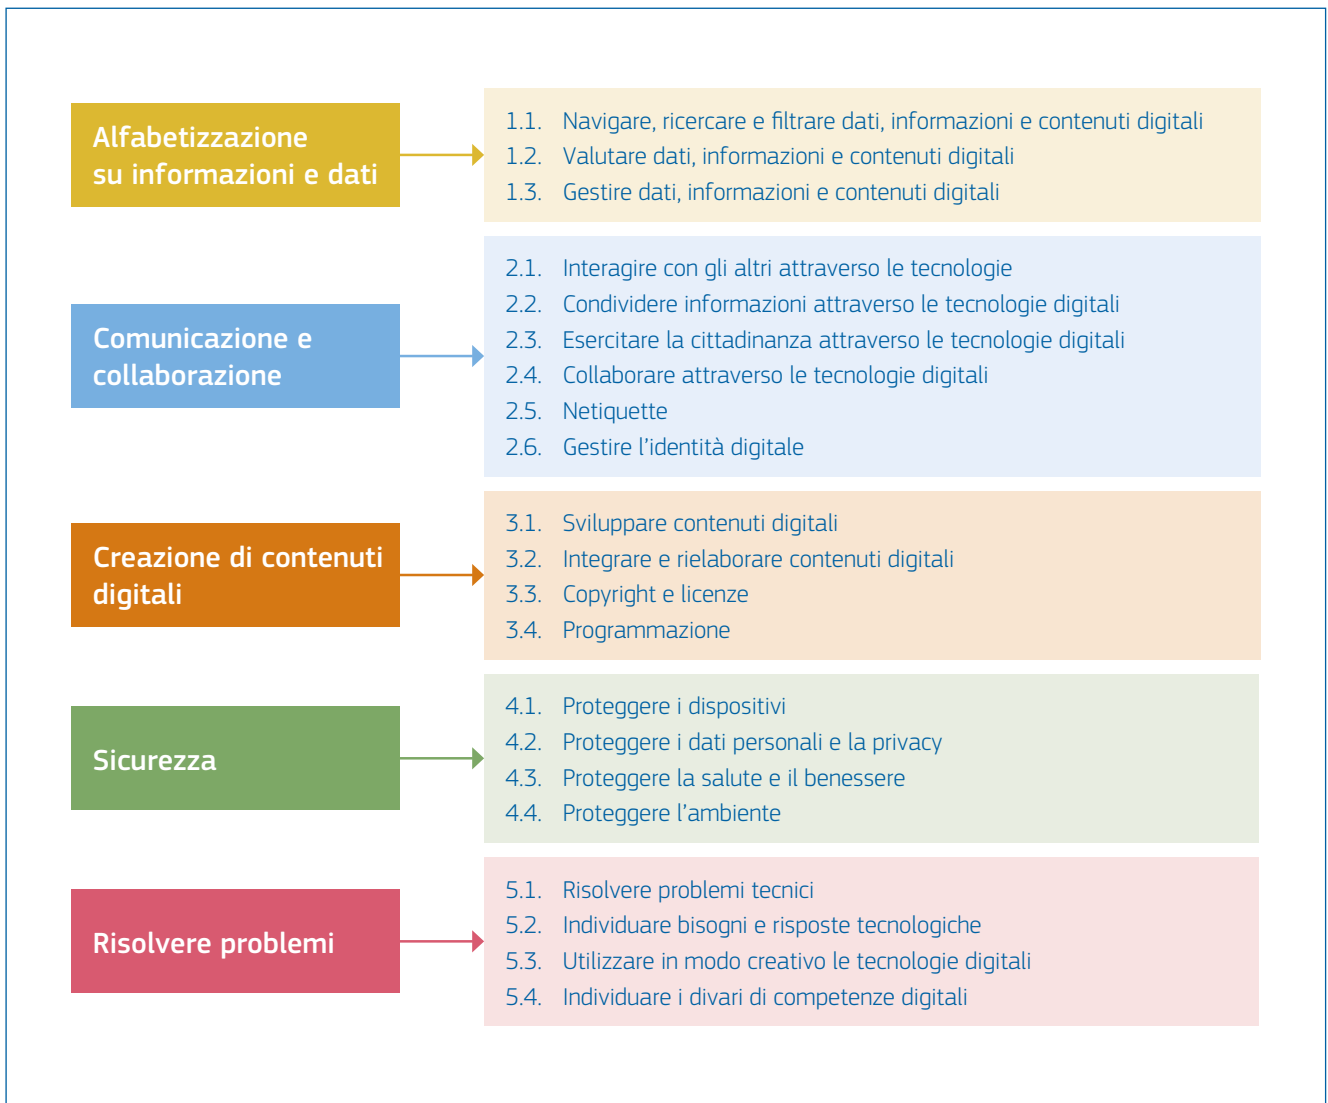 Alfabetizzazione
su informazioni e dati
1.1. Navigare, ricercare e filtrare dati, informazioni e contenuti digitali
1.2. Valutare dati, informazioni e contenuti digitali
1.3. Gestire dati, informazioni e contenuti digitali
Comunicazione e
collaborazione
2.1. Interagire con gli altri attraverso le tecnologie
2.2. Condividere informazioni attraverso le tecnologie digitali
2.3. Esercitare la cittadinanza attraverso le tecnologie digitali
2.4. Collaborare attraverso le tecnologie digitali
2.5. Netiquette
2.6. Gestire l’identità digitale
Creazione di contenuti
digitali
3.1. Sviluppare contenuti digitali
3.2. Integrare e rielaborare contenuti digitali
3.3. Copyright e licenze
3.4. Programmazione
Sicurezza
4.1. Proteggere i dispositivi
4.2. Proteggere i dati personali e la privacy
4.3. Proteggere la salute e il benessere
4.4. Proteggere l’ambiente
Risolvere problemi
5.1. Risolvere problemi tecnici
5.2. Individuare bisogni e risposte tecnologiche
5.3. Utilizzare in modo creativo le tecnologie digitali
5.4. Individuare i divari di competenze digitali